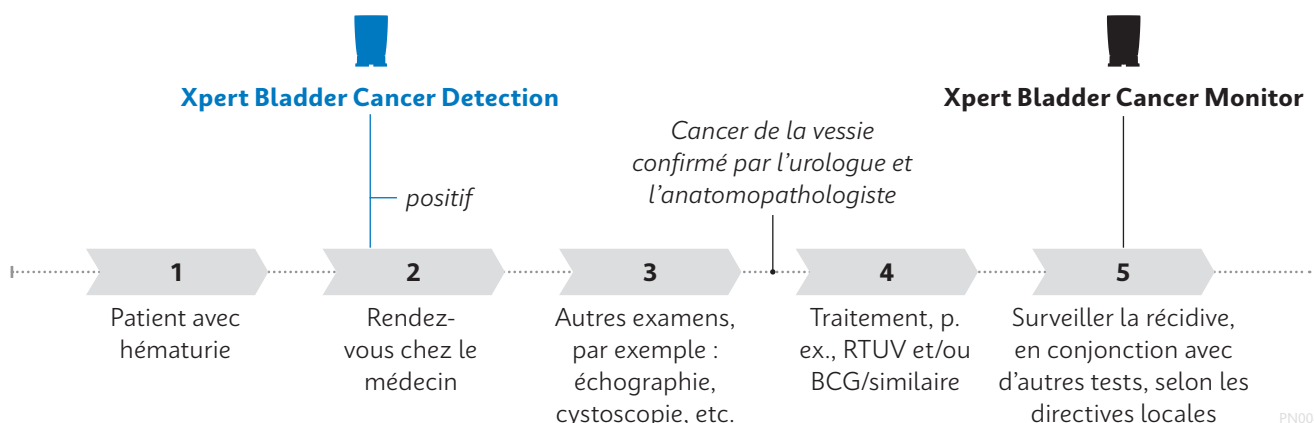 Xpert Bladder Cancer Detection
Xpert Bladder Cancer Monitor
Cancer de la vessie
confirmé par l'urologue et
l'anatomopathologiste
positif
1
2
3
4
5
Patient avec
hématurie
Rendez-
vous chez le
médecin
Autres examens,
par exemple :
échographie,
cystoscopie, etc.
Traitement, p.
ex., RTUV et/ou
BCG/similaire
Surveiller la récidive,
en conjonction avec
d'autres tests, selon les
directives locales
PN00